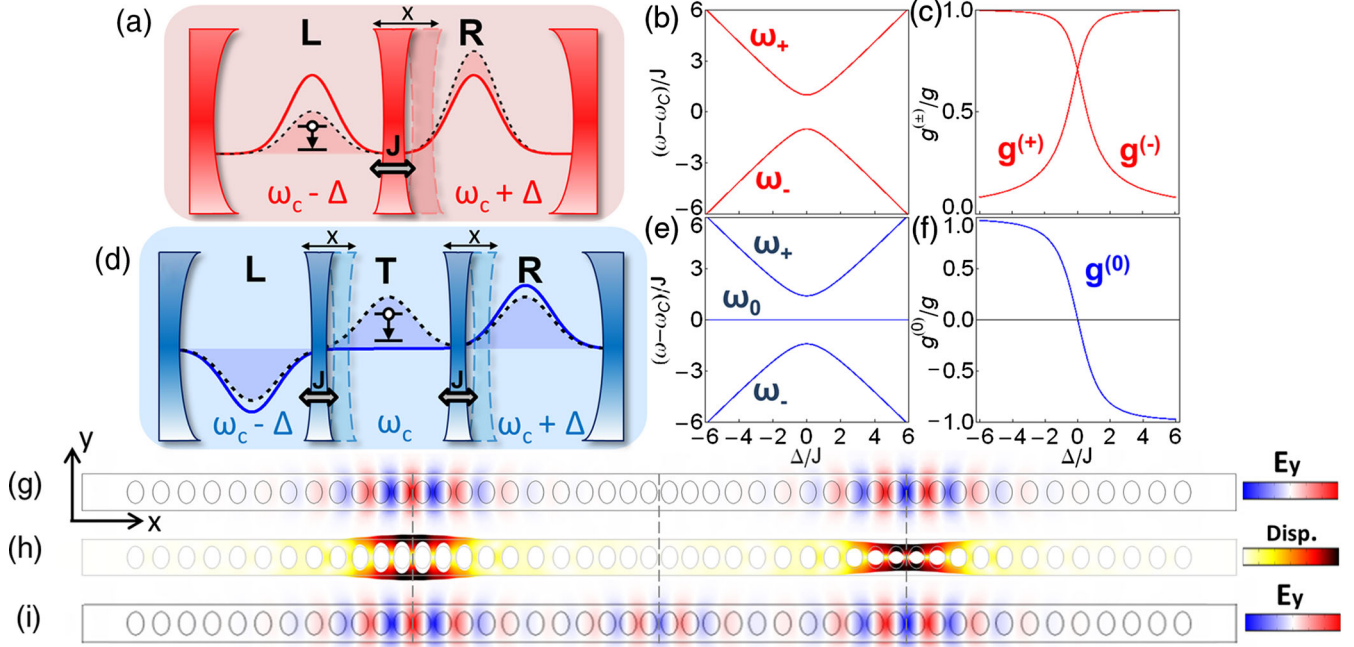 (a)
x
L
R
J
ω_c - Δ
ω_c + Δ
(b)
6
3
0
−3
−6
(ω−ω_C)/J
ω_+
ω_-
(c)
1.0
0.5
0.0
g^(±)/g
g^(+)
g^(-)
(d)
x
x
L
T
R
J
J
ω_c - Δ
ω_c
ω_c + Δ
(e)
6
3
0
−3
−6
(ω−ω_C)/J
ω_+
ω_0
ω_-
−6 −4 −2 0 2 4 6
Δ/J
(f)
1.0
0.5
0.0
−0.5
−1.0
g^(0)/g
g^(0)
−6 −4 −2 0 2 4 6
Δ/J
y
x
(g)
E_y
(h)
Disp.
(i)
E_y